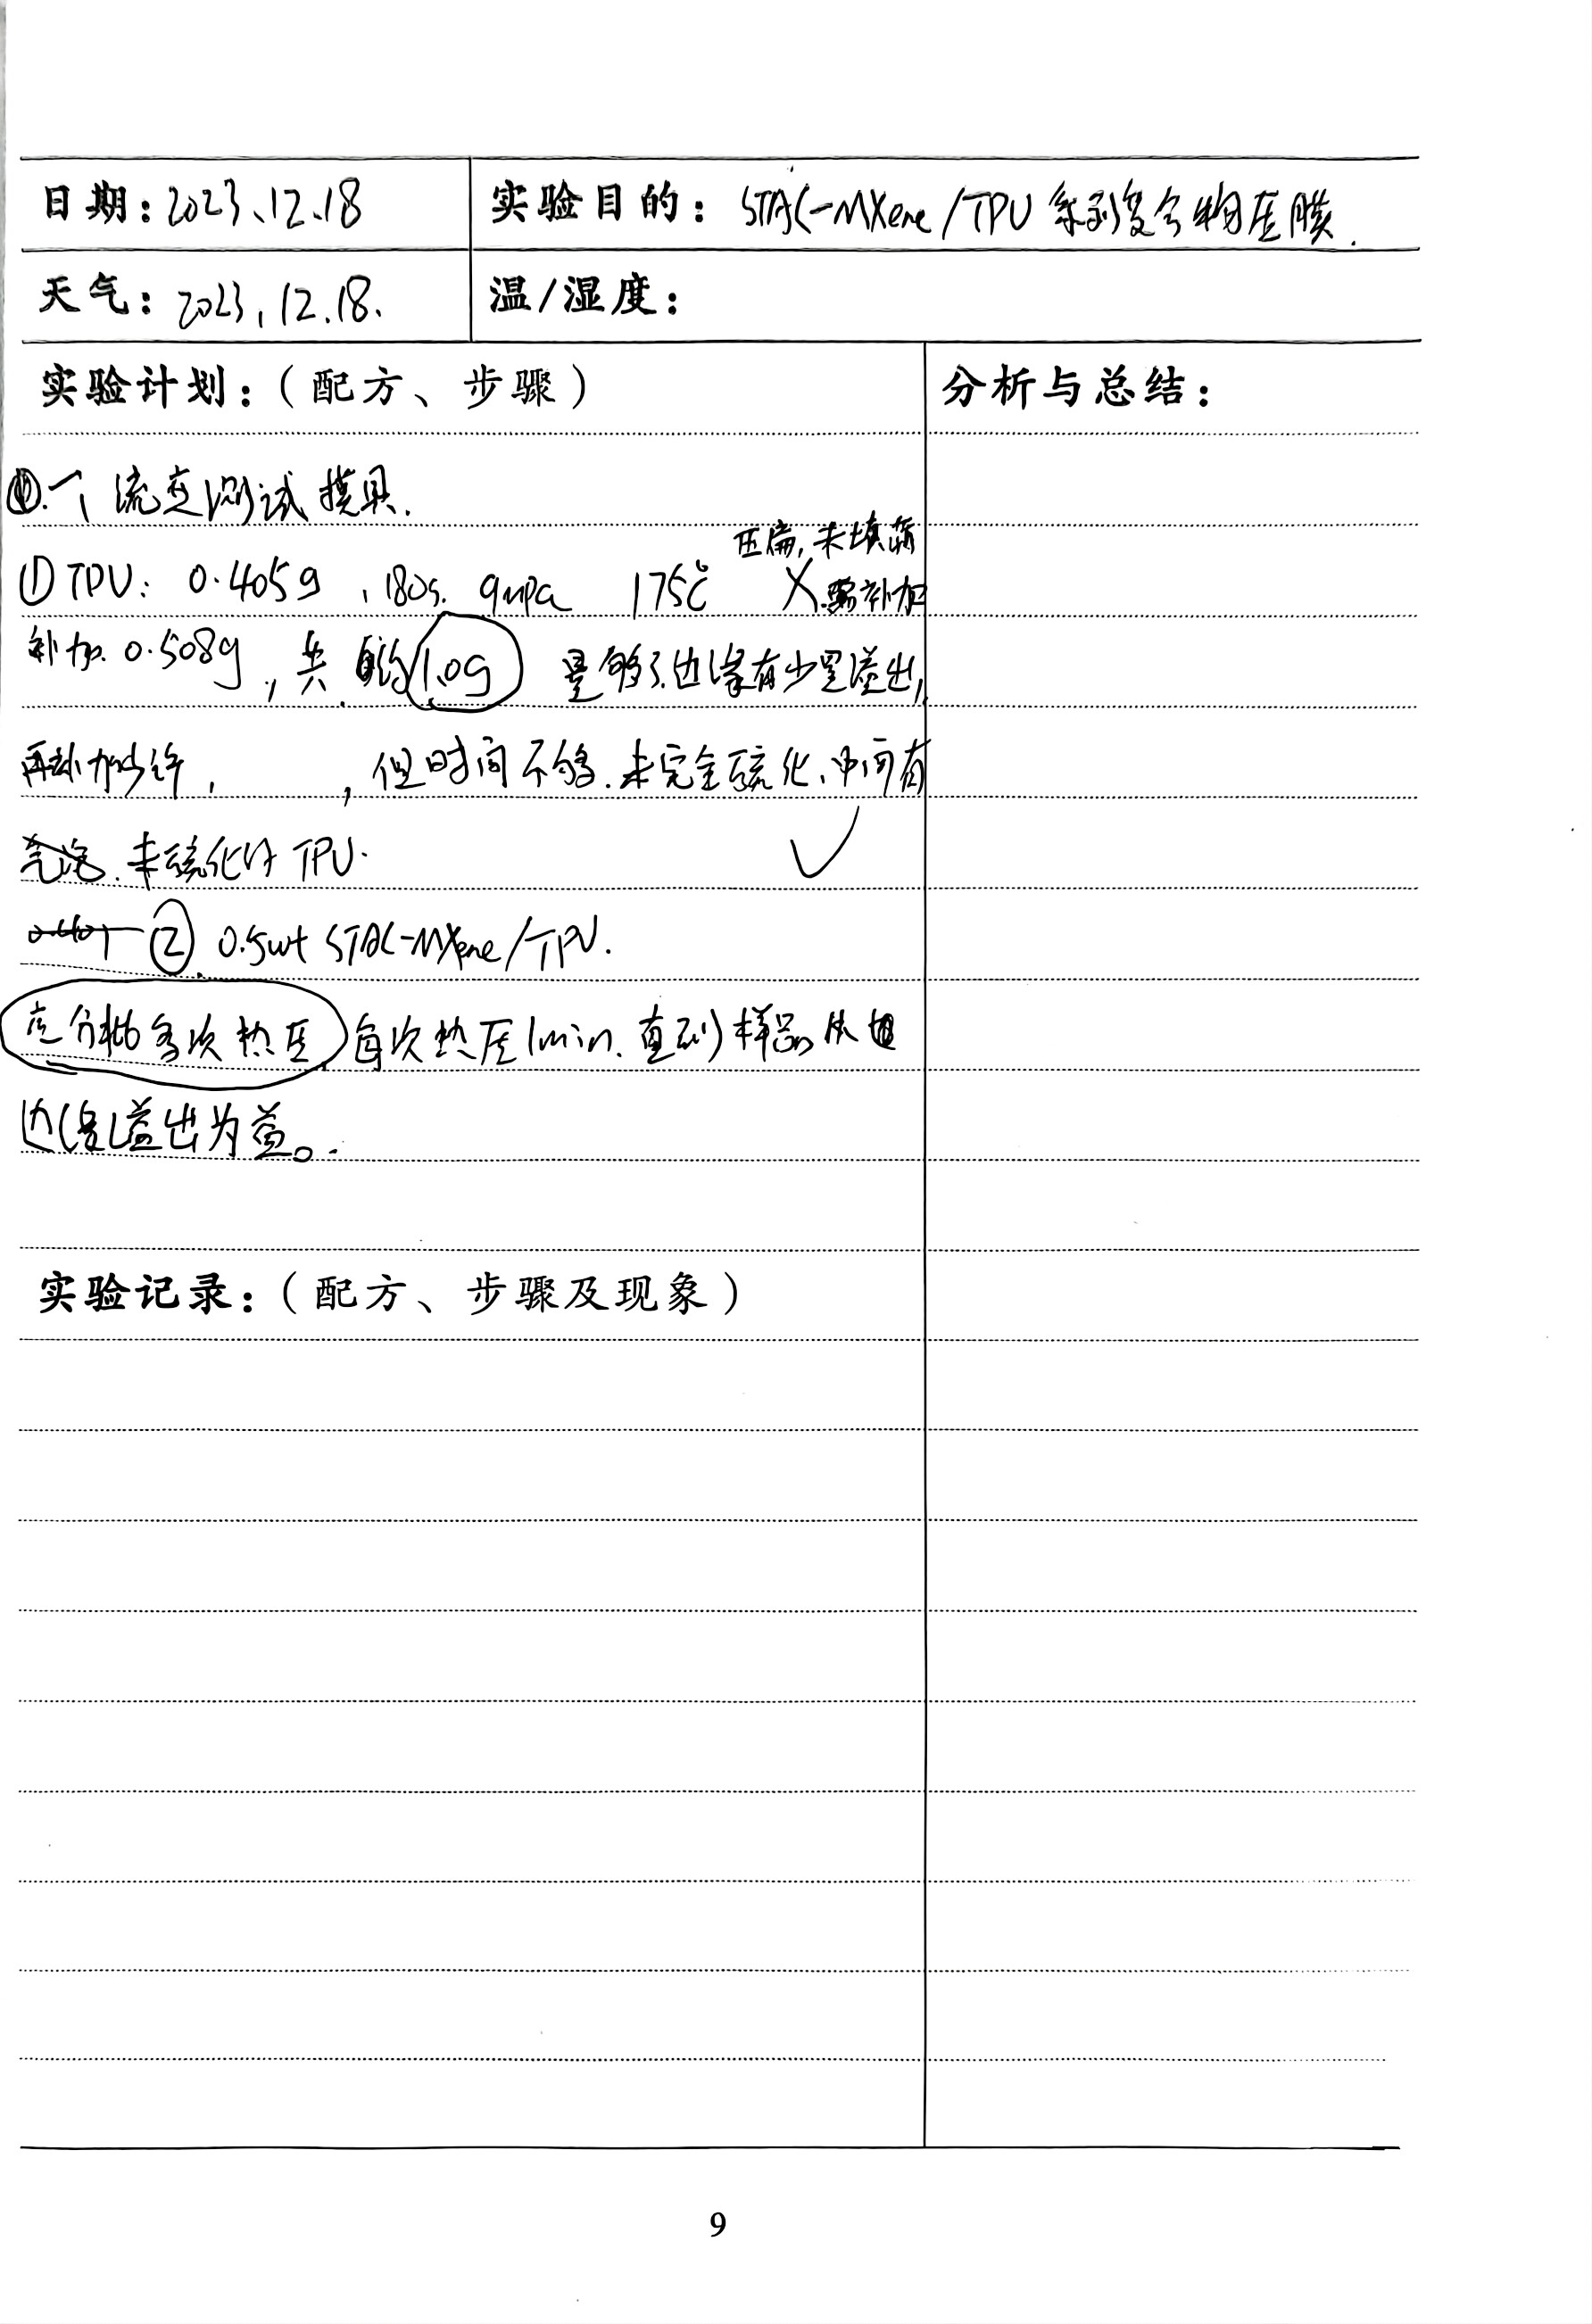 日期：2023、12、18 实验目的：STAC-MXene/TPU 系列复合物压膜.
天气：2023, 12.18. 温/湿度：
实验计划：（配方、步骤） 分析与总结：
一个流变测试模具.
压扁, 未填满
① TPU: 0.405g , 180s. 9mpa 175℃ × 需补加
补加. 0.508g , 共 约 1.0g 量够了.边缘有少量溢出,
再补加少许, , 但时间不够.未完全硫化、中间有
气泡. 未硫化的 TPU. ✓
② 0.5wt STAC-MXene/TPU.
应分批多次热压 每次热压1min. 直到样品从
边缘溢出为益。.
实验记录：（配方、步骤及现象）
9